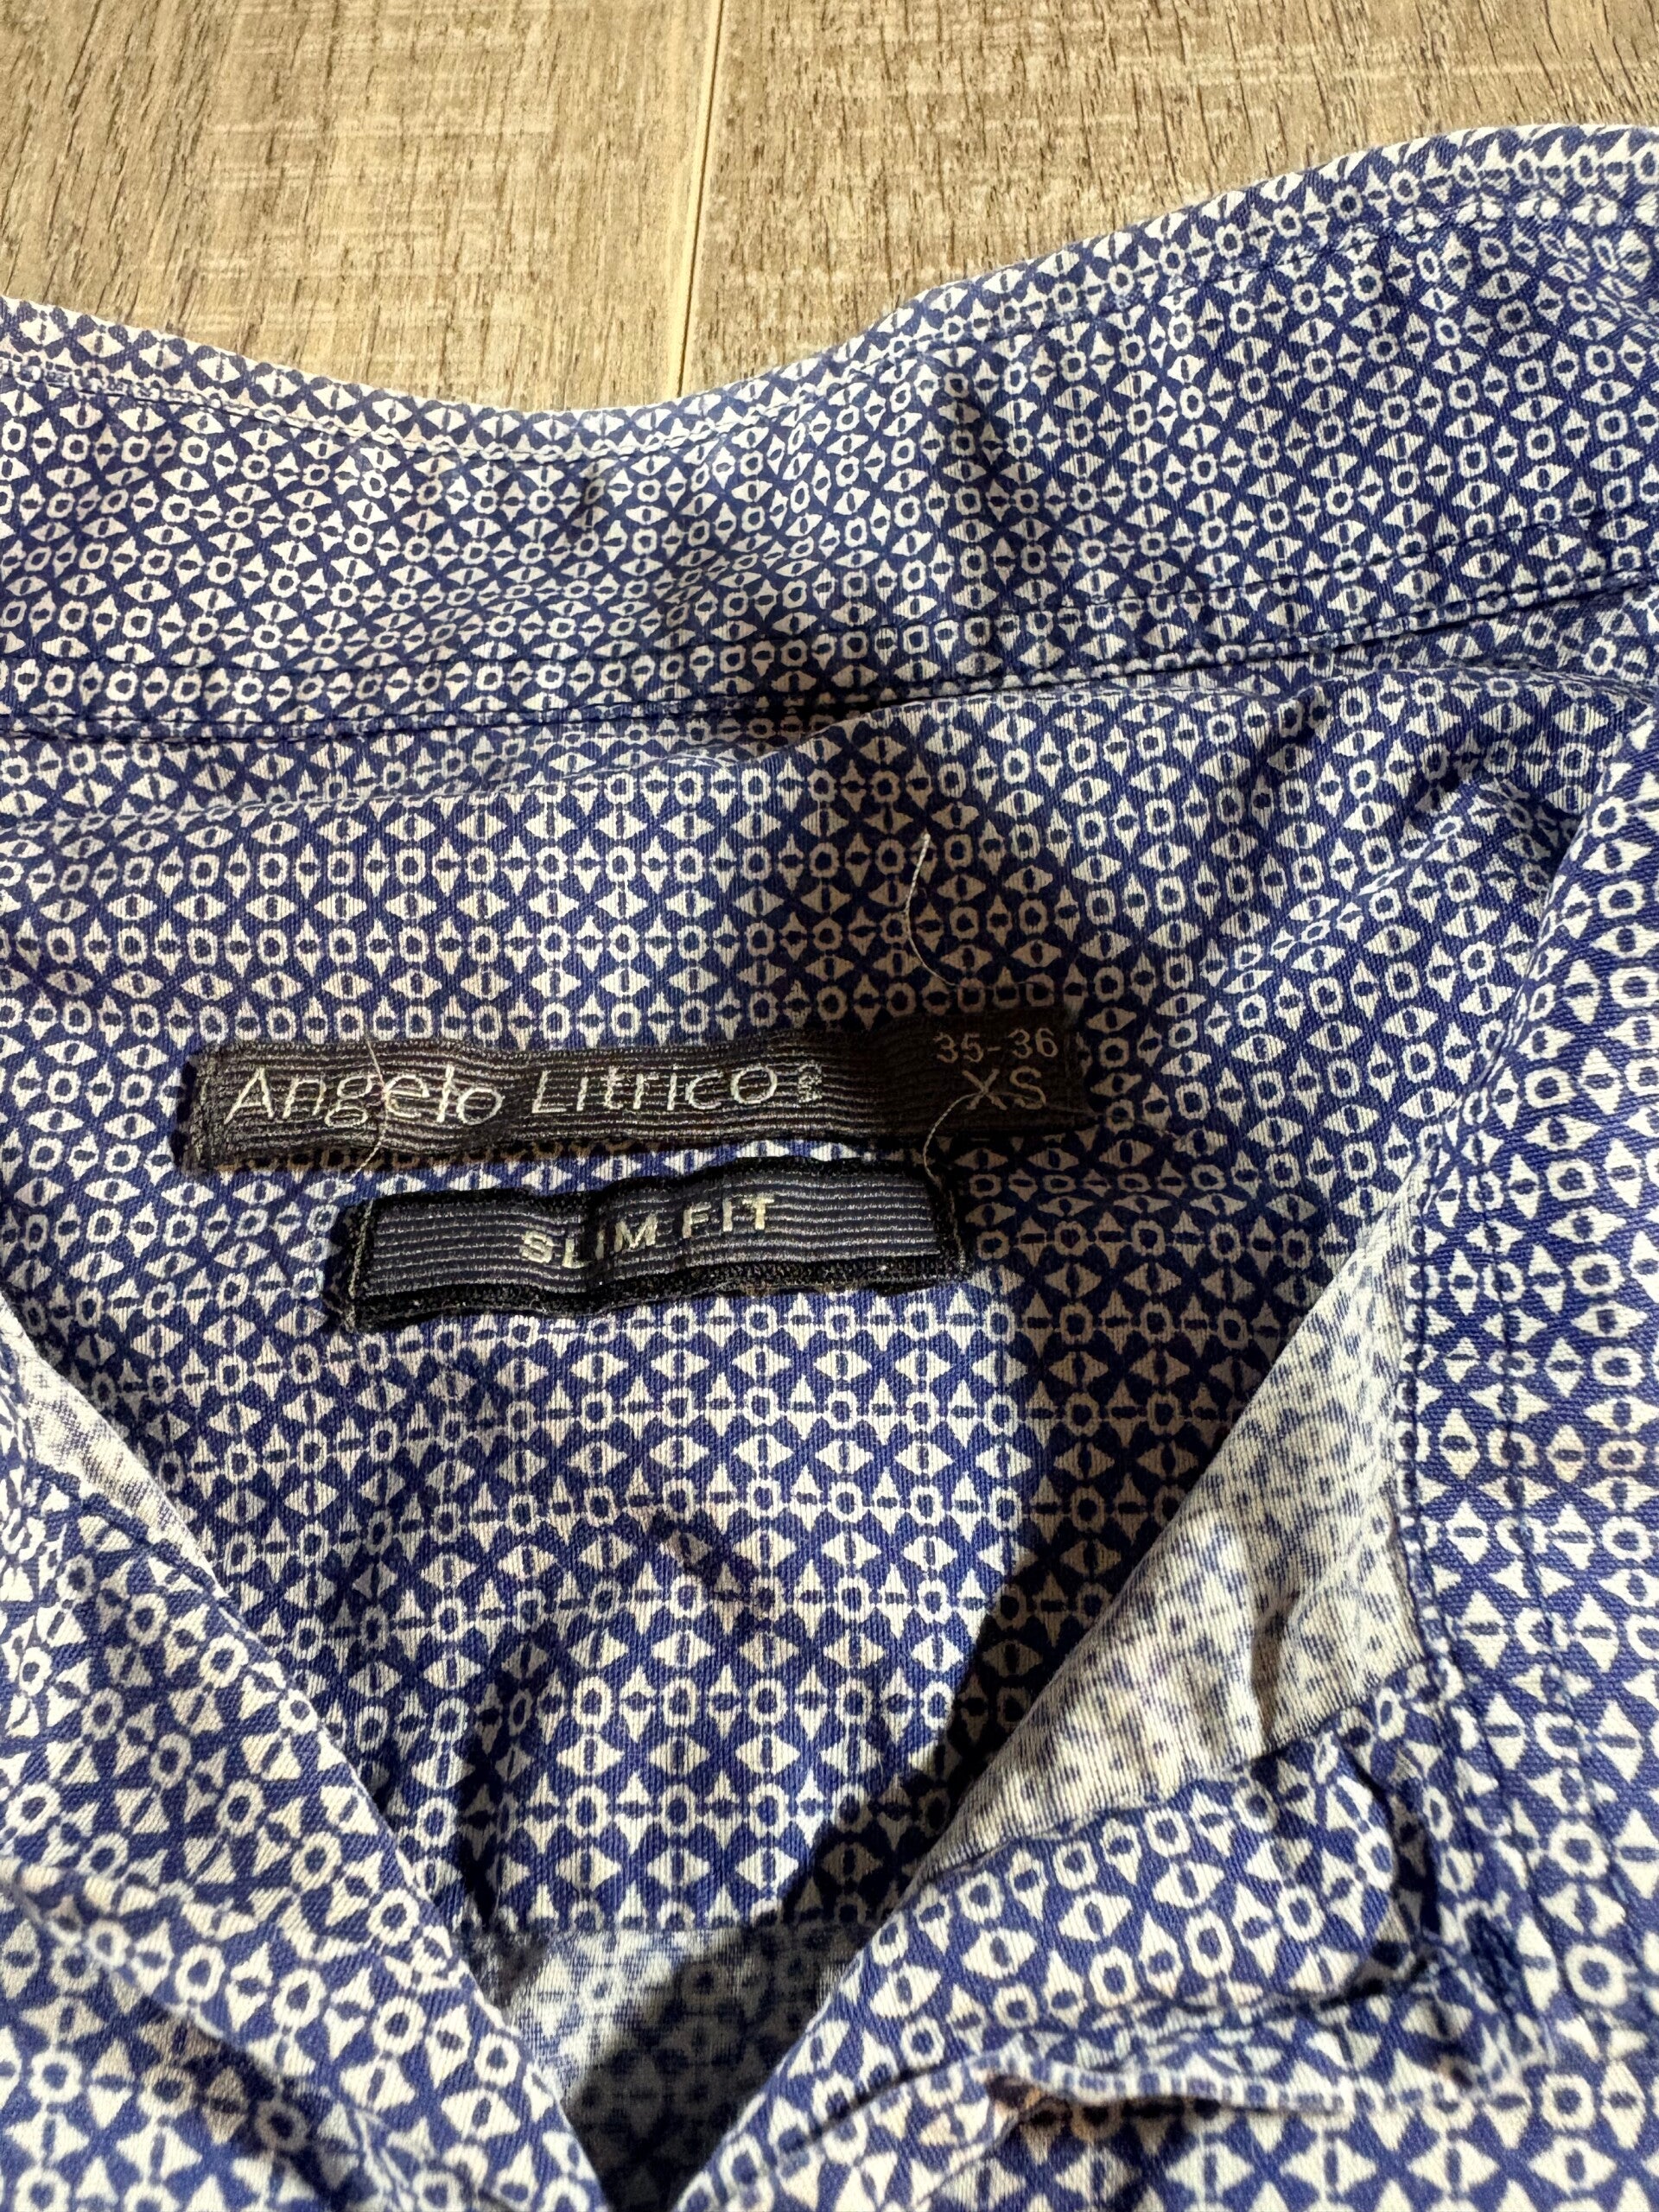 Angelo Litrico
35-36
XS
SLIM FIT